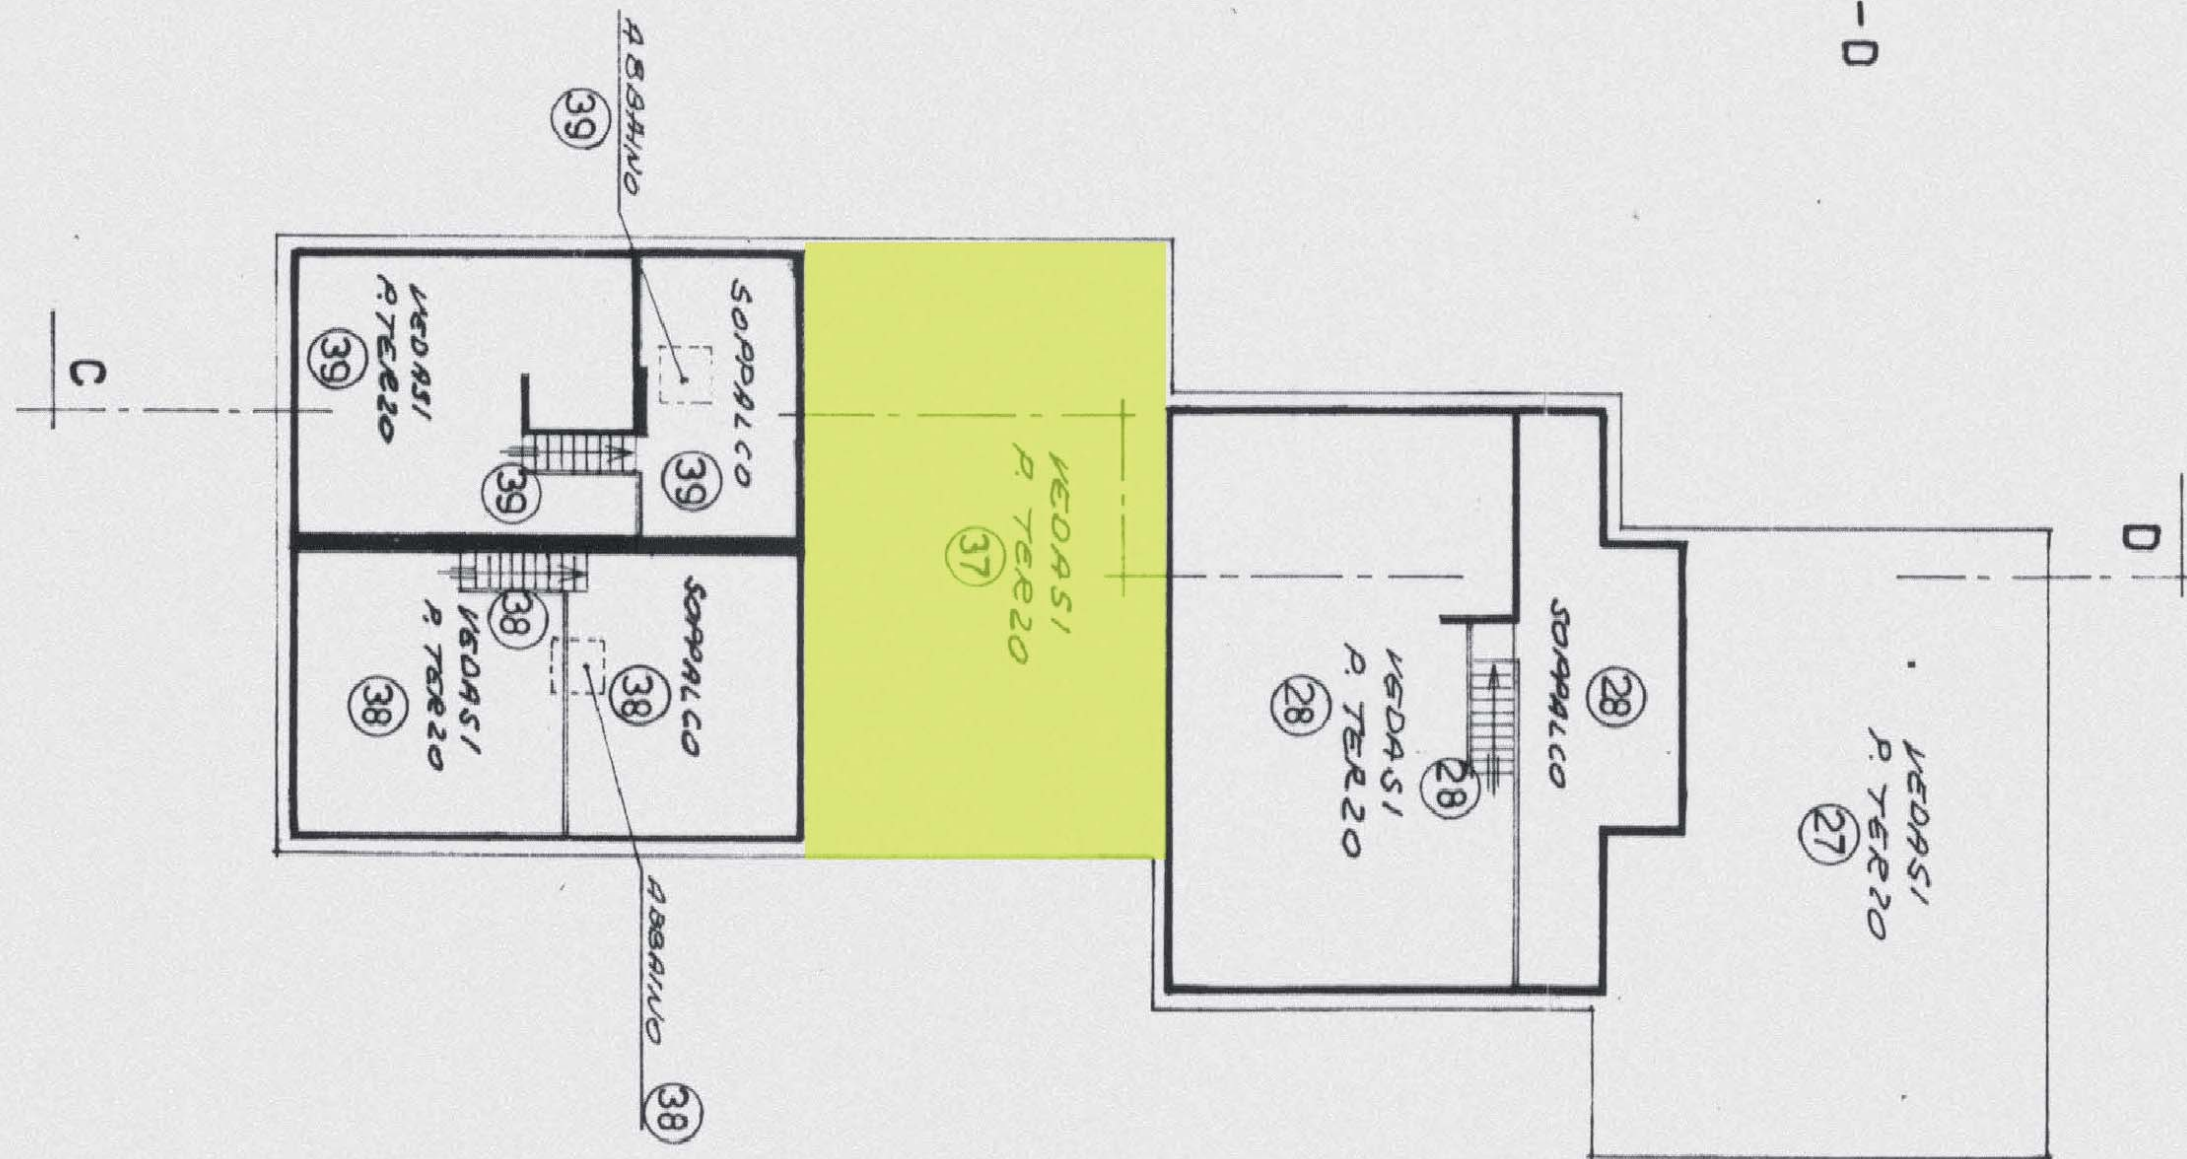 -D
D
C
ABBAINO
39
SOPPALCO
39
VEDASI
P. TERZO
39
39
VEDASI
P. TERZO
37
SOPPALCO
28
VEDASI
P. TERZO
28
28
VEDASI
P. TERZO
27
SOPPALCO
38
VEDASI
P. TERZO
38
38
ABBAINO
38